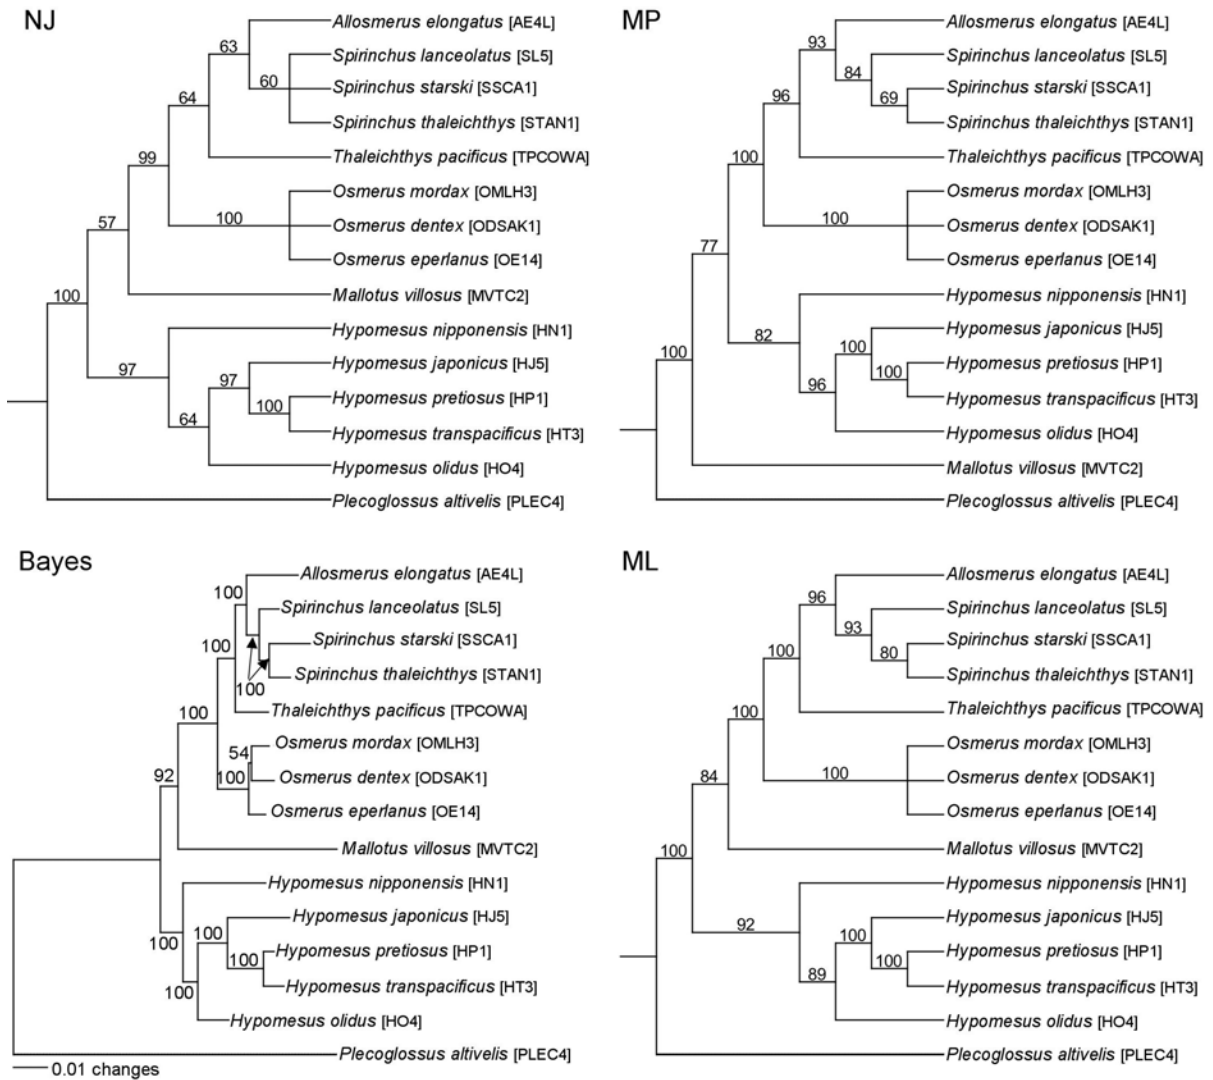 NJ
Allosmerus elongatus [AE4L]
63
Spirinchus lanceolatus [SL5]
60
Spirinchus starski [SSCA1]
64
Spirinchus thaleichthys [STAN1]
99
Thaleichthys pacificus [TPCOWA]
Osmerus mordax [OMLH3]
57
100
Osmerus dentex [ODSAK1]
Osmerus eperlanus [OE14]
100
Mallotus villosus [MVTC2]
Hypomesus nipponensis [HN1]
97
Hypomesus japonicus [HJ5]
97
Hypomesus pretiosus [HP1]
100
64
Hypomesus transpacificus [HT3]
Hypomesus olidus [HO4]
Plecoglossus altivelis [PLEC4]
MP
Allosmerus elongatus [AE4L]
93
Spirinchus lanceolatus [SL5]
84
96
Spirinchus starski [SSCA1]
69
Spirinchus thaleichthys [STAN1]
100
Thaleichthys pacificus [TPCOWA]
Osmerus mordax [OMLH3]
100
Osmerus dentex [ODSAK1]
77
Osmerus eperlanus [OE14]
Hypomesus nipponensis [HN1]
82
Hypomesus japonicus [HJ5]
100
100
Hypomesus pretiosus [HP1]
100
96
Hypomesus transpacificus [HT3]
Hypomesus olidus [HO4]
Mallotus villosus [MVTC2]
Plecoglossus altivelis [PLEC4]
Bayes
Allosmerus elongatus [AE4L]
100
Spirinchus lanceolatus [SL5]
100
Spirinchus starski [SSCA1]
100
Spirinchus thaleichthys [STAN1]
100
Thaleichthys pacificus [TPCOWA]
54
Osmerus mordax [OMLH3]
92
100
Osmerus dentex [ODSAK1]
Osmerus eperlanus [OE14]
Mallotus villosus [MVTC2]
Hypomesus nipponensis [HN1]
100
100
Hypomesus japonicus [HJ5]
100
Hypomesus pretiosus [HP1]
100
Hypomesus transpacificus [HT3]
Hypomesus olidus [HO4]
Plecoglossus altivelis [PLEC4]
0.01 changes
ML
Allosmerus elongatus [AE4L]
96
Spirinchus lanceolatus [SL5]
93
100
Spirinchus starski [SSCA1]
80
Spirinchus thaleichthys [STAN1]
100
Thaleichthys pacificus [TPCOWA]
Osmerus mordax [OMLH3]
84
100
Osmerus dentex [ODSAK1]
Osmerus eperlanus [OE14]
100
Mallotus villosus [MVTC2]
Hypomesus nipponensis [HN1]
92
Hypomesus japonicus [HJ5]
100
Hypomesus pretiosus [HP1]
100
89
Hypomesus transpacificus [HT3]
Hypomesus olidus [HO4]
Plecoglossus altivelis [PLEC4]